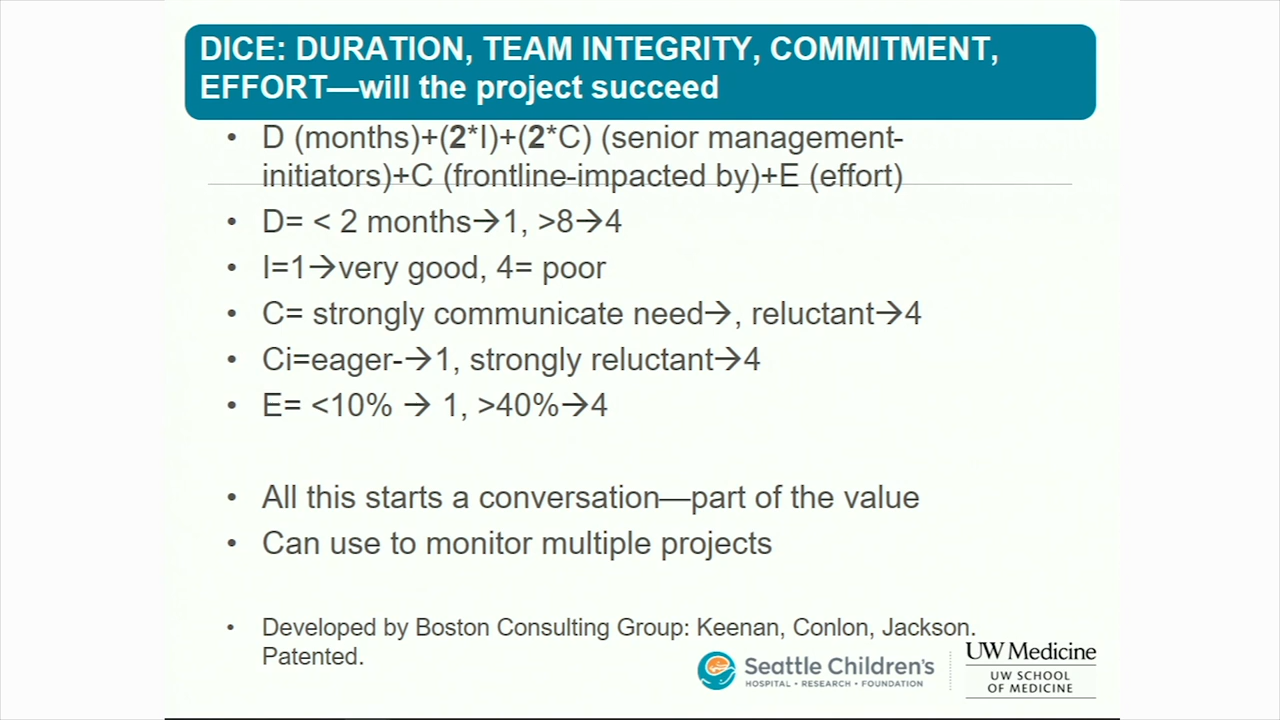 DICE: DURATION, TEAM INTEGRITY, COMMITMENT,
EFFORT—will the project succeed
• D (months)+(2*I)+(2*C) (senior management-
initiators)+C (frontline-impacted by)+E (effort)
• D= < 2 months→1, >8→4
• I=1→very good, 4= poor
• C= strongly communicate need→, reluctant→4
• Ci=eager-→1, strongly reluctant→4
• E= <10% → 1, >40%→4
• All this starts a conversation—part of the value
• Can use to monitor multiple projects
• Developed by Boston Consulting Group: Keenan, Conlon, Jackson.
Patented.
Seattle Children's
HOSPITAL • RESEARCH • FOUNDATION
UW Medicine
UW SCHOOL
OF MEDICINE